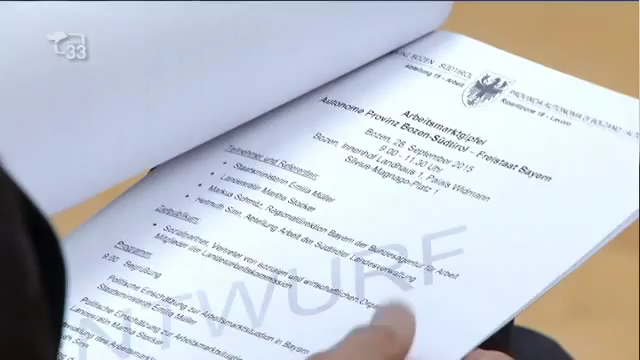 33
PROVINZ BOZEN - SÜDTIROL
PROVINCIA AUTONOMA DI BOLZANO
Abteilung 19 - Arbeit
Ripartizione 19 - Lavoro
Arbeitsmarktgipfel
Autonome Provinz Bozen-Südtirol - Freistaat Bayern
Bozen, 28. September 2015
9.00 - 11.30 Uhr
Bozen, Innenhof Landhaus 1, Palais Widmann
Silvius-Magnago-Platz 1
Teilnehmer und Referenten:
• Staatsministerin Emilia Müller
• Landesrätin Martha Stocker
• Markus Schmitz, Regionaldirektion Bayern der Bundesagentur für Arbeit
• Helmuth Sinn, Abteilung Arbeit der Südtiroler Landesverwaltung
Zielpublikum:
• Sozialpartner, Vertreter von sozialen und wirtschaftlichen
Mitglieder der Landesarbeitskommission
Programm:
9.00 Begrüßung
Politische Einschätzung zur Arbeitsmarktsituation in Bayern
Staatsministerin Emilia Müller
Politische Einschätzung zur Arbeitsmarktsituation in
Landesrätin Martha
NTWURF